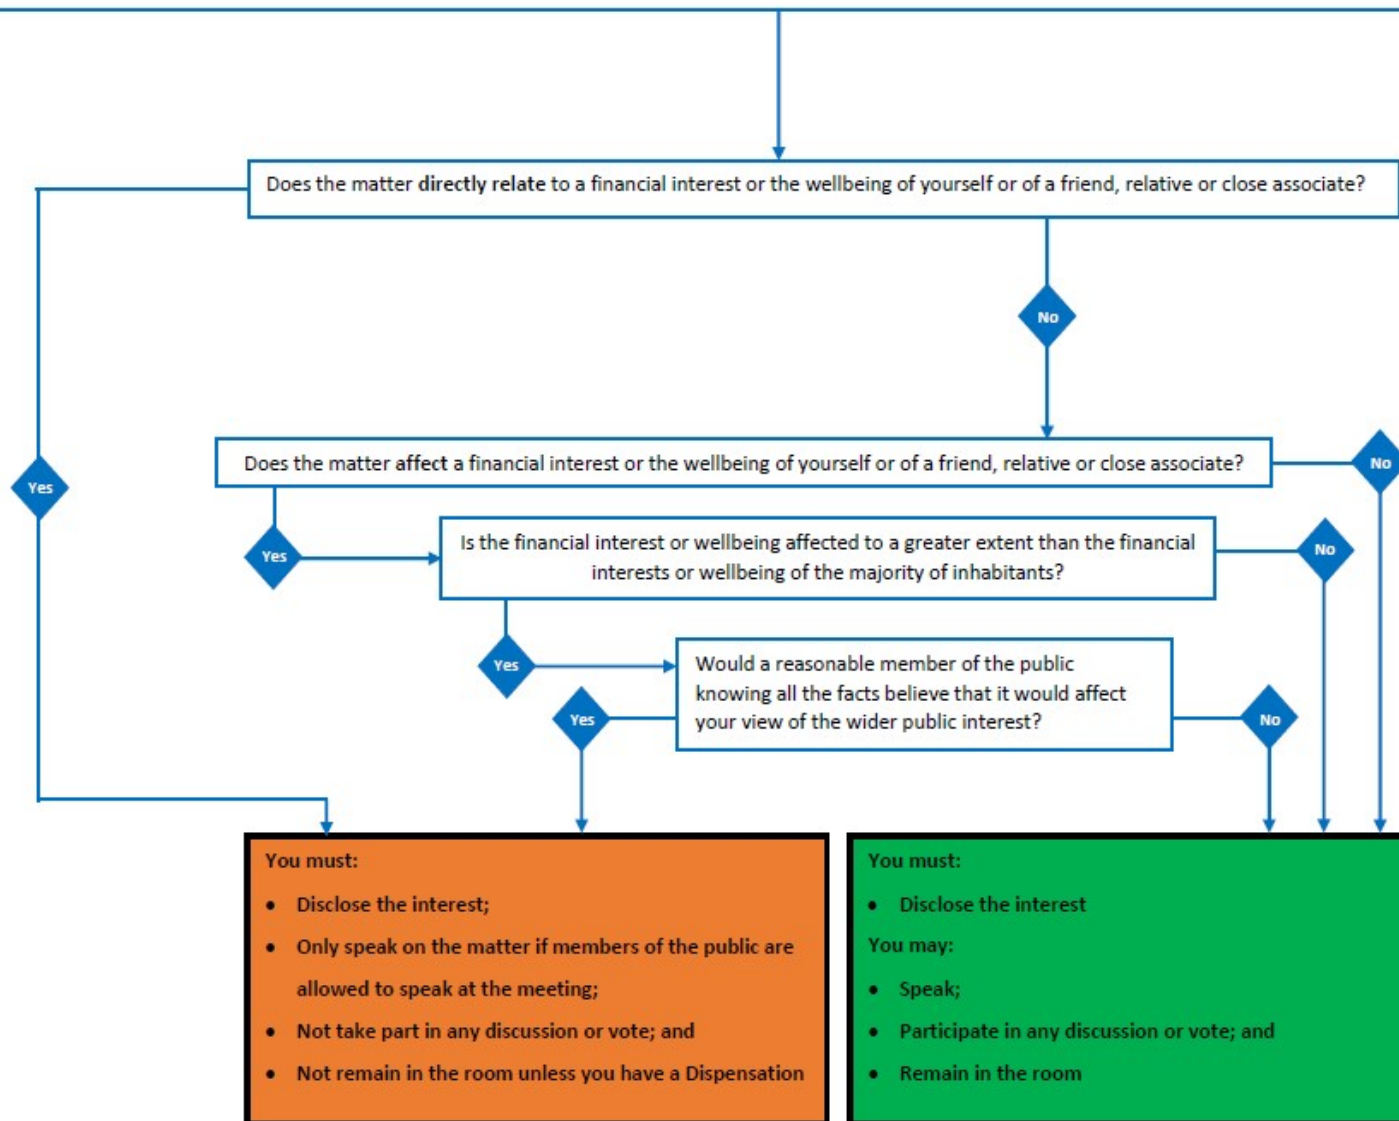 Does the matter directly relate to a financial interest or the wellbeing of yourself or of a friend, relative or close associate?
No
Does the matter affect a financial interest or the wellbeing of yourself or of a friend, relative or close associate?
No
Yes
Yes
Is the financial interest or wellbeing affected to a greater extent than the financial
interests or wellbeing of the majority of inhabitants?
No
Yes
Would a reasonable member of the public
knowing all the facts believe that it would affect
your view of the wider public interest?
Yes
No
You must:
• Disclose the interest;
• Only speak on the matter if members of the public are
allowed to speak at the meeting;
• Not take part in any discussion or vote; and
• Not remain in the room unless you have a Dispensation
You must:
• Disclose the interest
You may:
• Speak;
• Participate in any discussion or vote; and
• Remain in the room